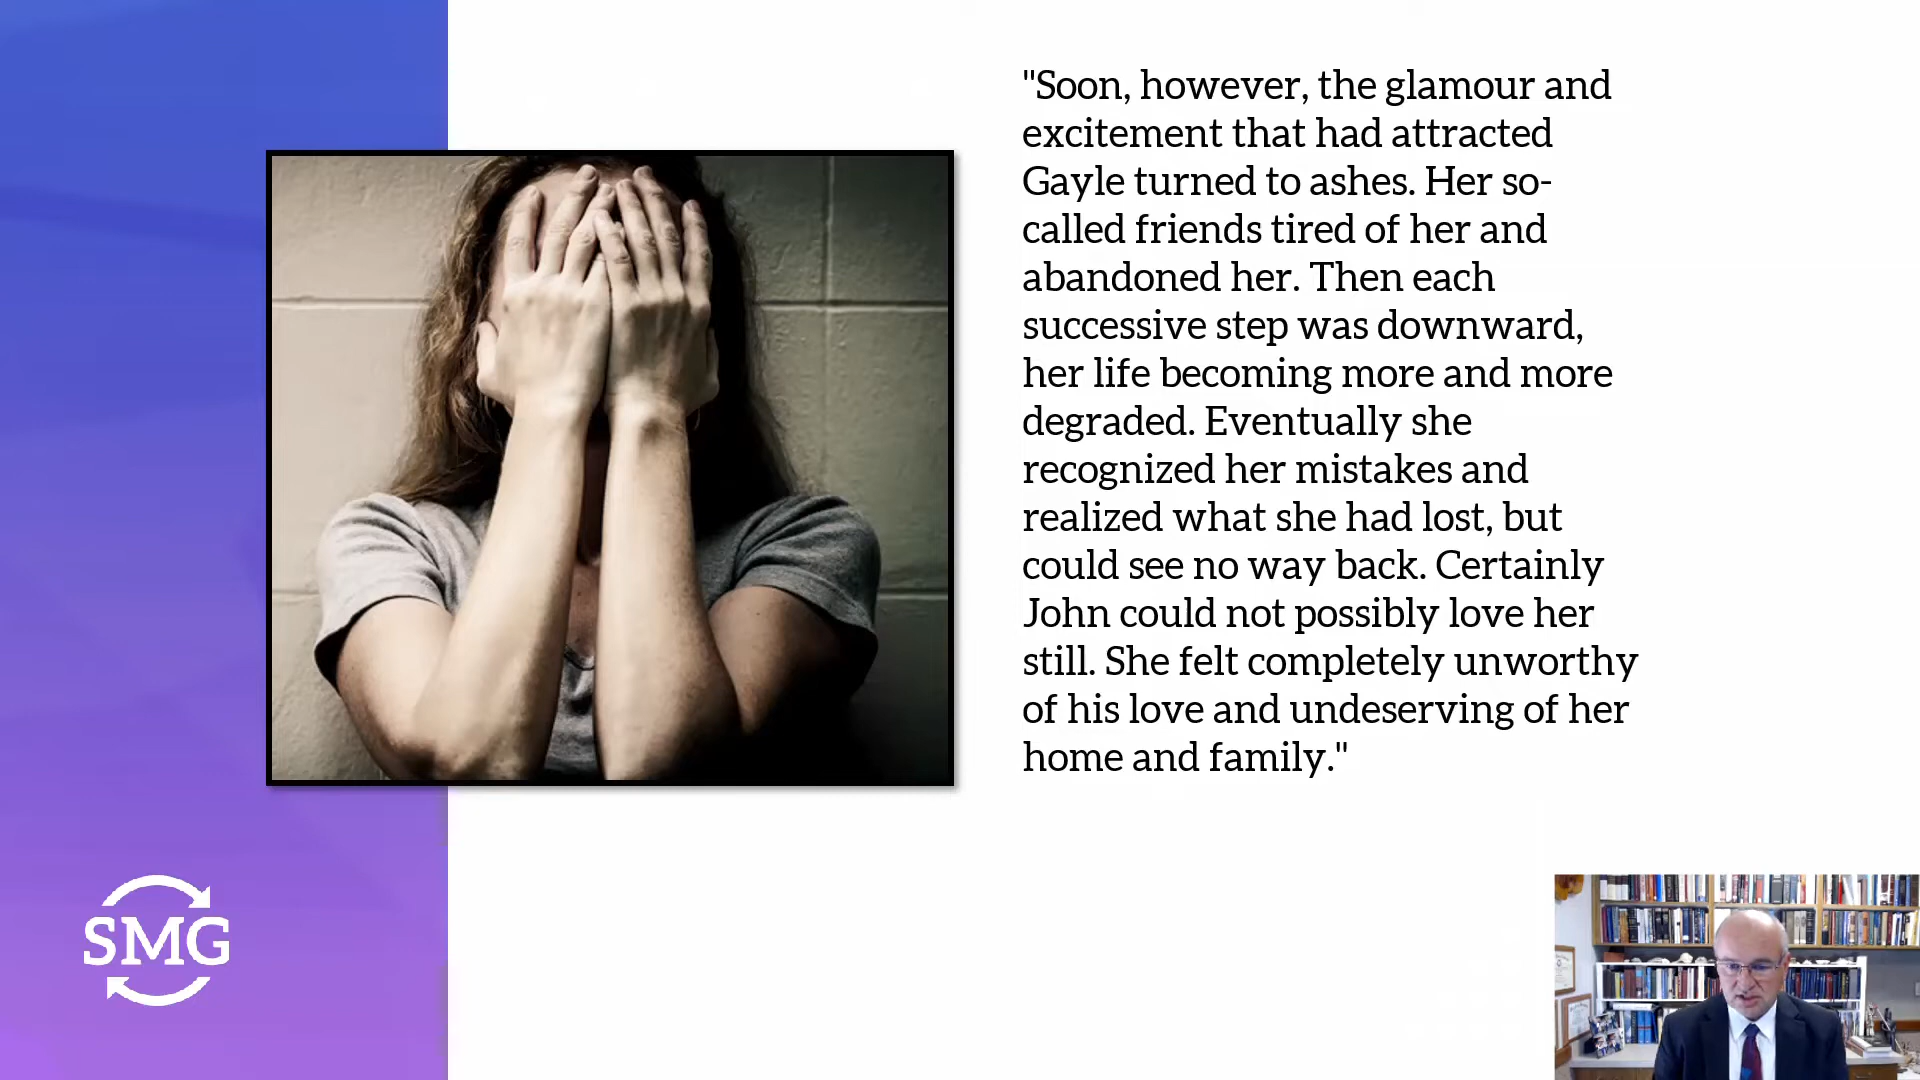 "Soon, however, the glamour and
excitement that had attracted
Gayle turned to ashes. Her so-
called friends tired of her and
abandoned her. Then each
successive step was downward,
her life becoming more and more
degraded. Eventually she
recognized her mistakes and
realized what she had lost, but
could see no way back. Certainly
John could not possibly love her
still. She felt completely unworthy
of his love and undeserving of her
home and family."
SMG